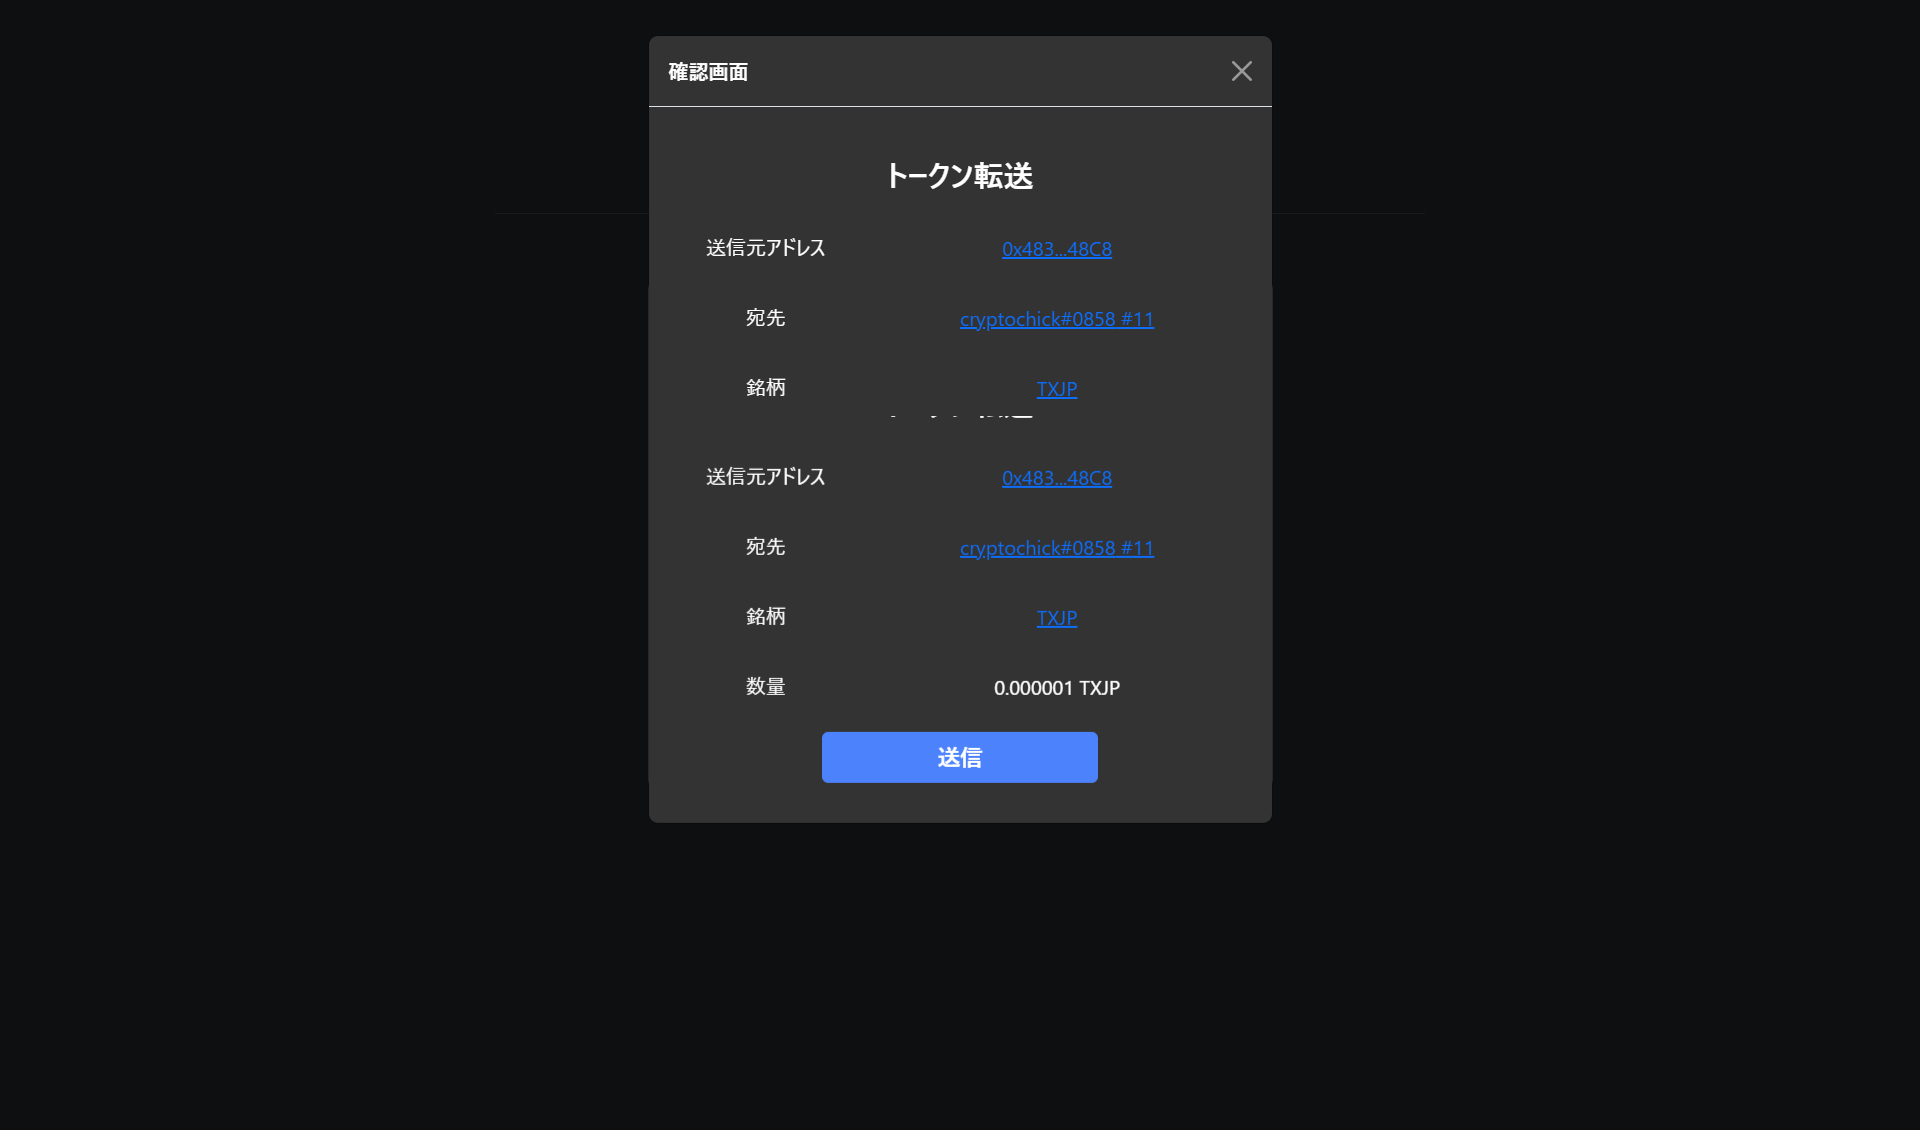 確認画面
トークン転送
送信元アドレス 0x483...48C8
宛先 cryptochick#0858 #11
銘柄 TXJP
送信元アドレス 0x483...48C8
宛先 cryptochick#0858 #11
銘柄 TXJP
数量 0.000001 TXJP
送信